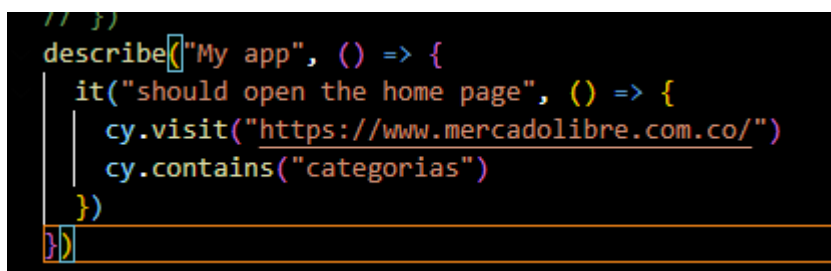 // })
describe("My app", () => {
it("should open the home page", () => {
cy.visit("https://www.mercadolibre.com.co/")
cy.contains("categorias")
})
})